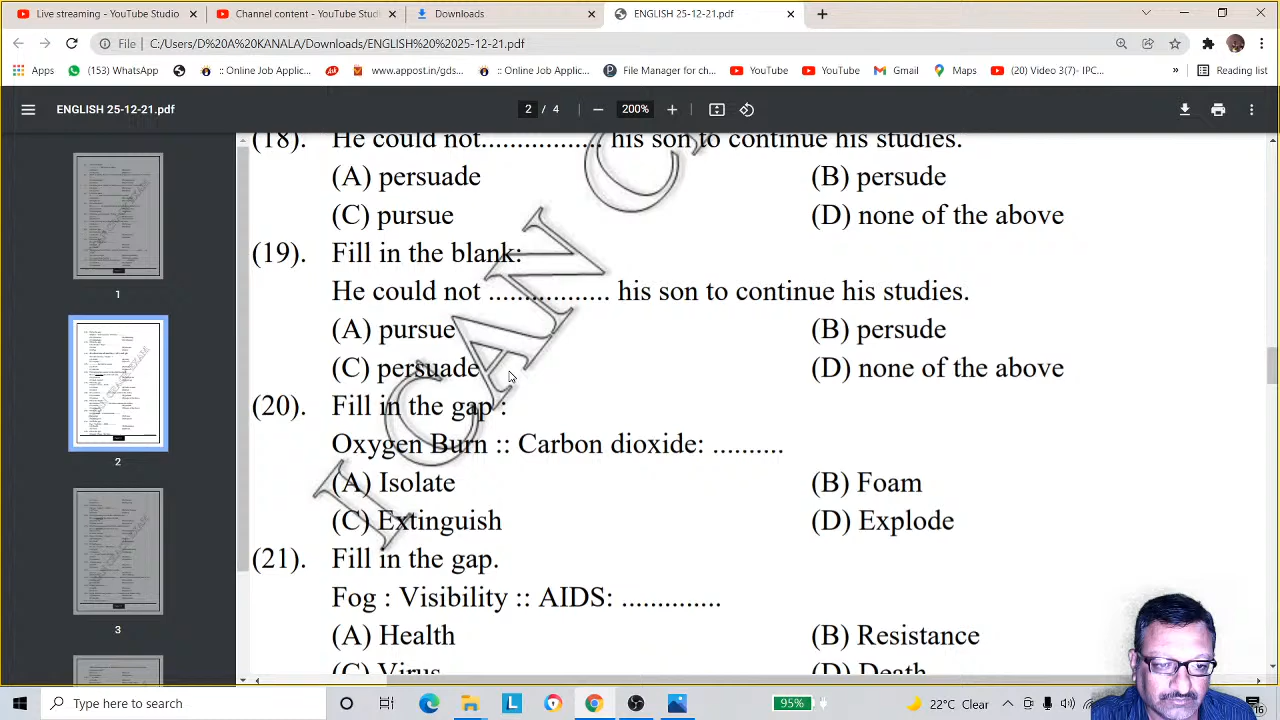 Live streaming - YouTube Studio
Channel content - YouTube Studio
Downloads
ENGLISH 25-12-21.pdf
File | C:/Users/D%20A%20KANALA/Downloads/ENGLISH%20%2025-12-21.pdf
Apps
(153) WhatsApp
:: Online Job Applic...
www.appost.in/gds...
:: Online Job Applic...
File Manager for ch...
YouTube
YouTube
Gmail
Maps
(20) Video 3(7)- IPC...
»
Reading list
ENGLISH 25-12-21.pdf
2 / 4
200%
1
2
3
(18). He could not.................. his son to continue his studies.
(A) persuade (B) persude
(C) pursue (D) none of the above
(19). Fill in the blank:
He could not ................. his son to continue his studies.
(A) pursue (B) persude
(C) persuade (D) none of the above
(20). Fill in the gap :
Oxygen Burn :: Carbon dioxide: ..........
(A) Isolate (B) Foam
(C) Extinguish (D) Explode
(21). Fill in the gap.
Fog : Visibility :: AIDS: ..............
(A) Health (B) Resistance
(C) Virus (D) Death
I CAN C
Type here to search
95%
22°C Clear
16